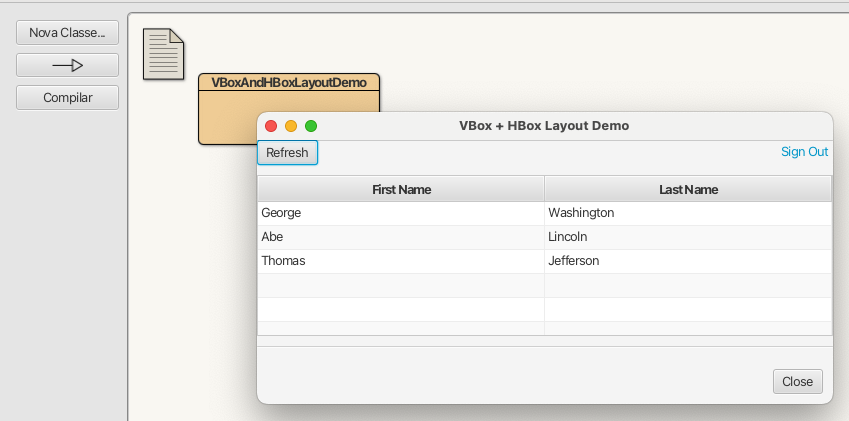 Nova Classe...
Compilar
VBoxAndHBoxLayoutDemo
VBox + HBox Layout Demo
Refresh
Sign Out
First Name Last Name
George Washington
Abe Lincoln
Thomas Jefferson
Close